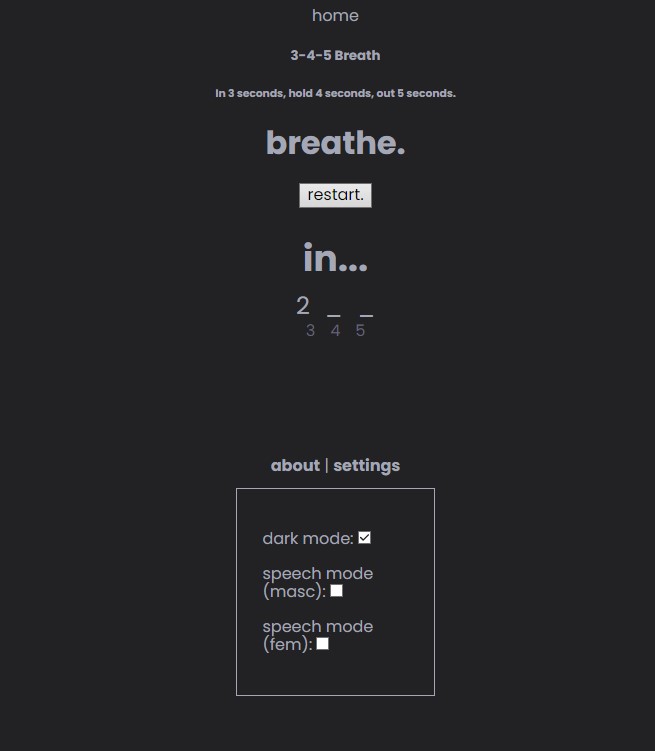 home
3-4-5 Breath
In 3 seconds, hold 4 seconds, out 5 seconds.
breathe.
restart.
in...
2 _ _
3 4 5
about | settings
dark mode:
speech mode
(masc):
speech mode
(fem):